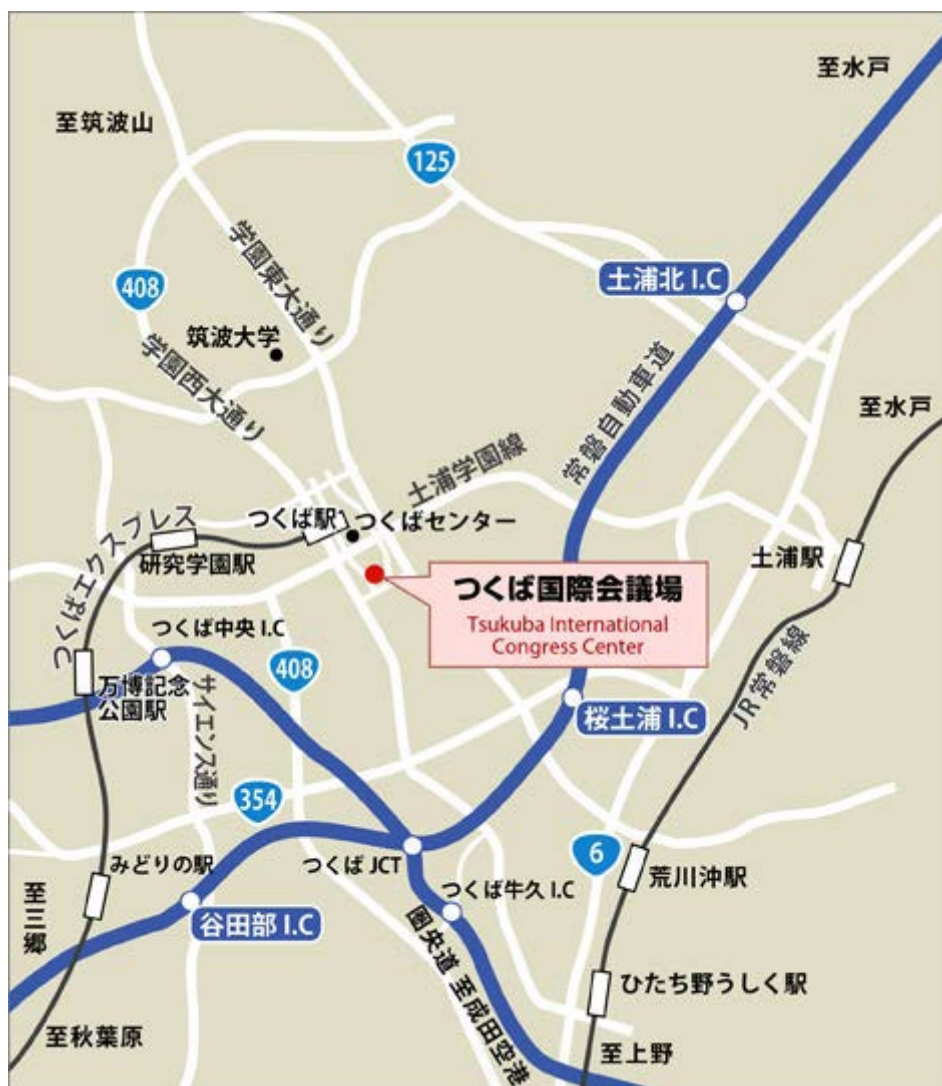 至水戸
至筑波山
125
学園東大通り
土浦北 I.C
408
筑波大学
学園西大通り
常磐自動車道
至水戸
土浦学園線
つくば駅
つくばセンター
つくばエクスプレス
研究学園駅
土浦駅
つくば国際会議場
Tsukuba International
Congress Center
つくば中央 I.C
408
JR常磐線
万博記念
公園駅
サイエンス通り
桜土浦 I.C
354
6
みどりの駅
つくば JCT
荒川沖駅
つくば牛久 I.C
至三郷
谷田部 I.C
圏央道 至成田空港
ひたち野うしく駅
至秋葉原
至上野